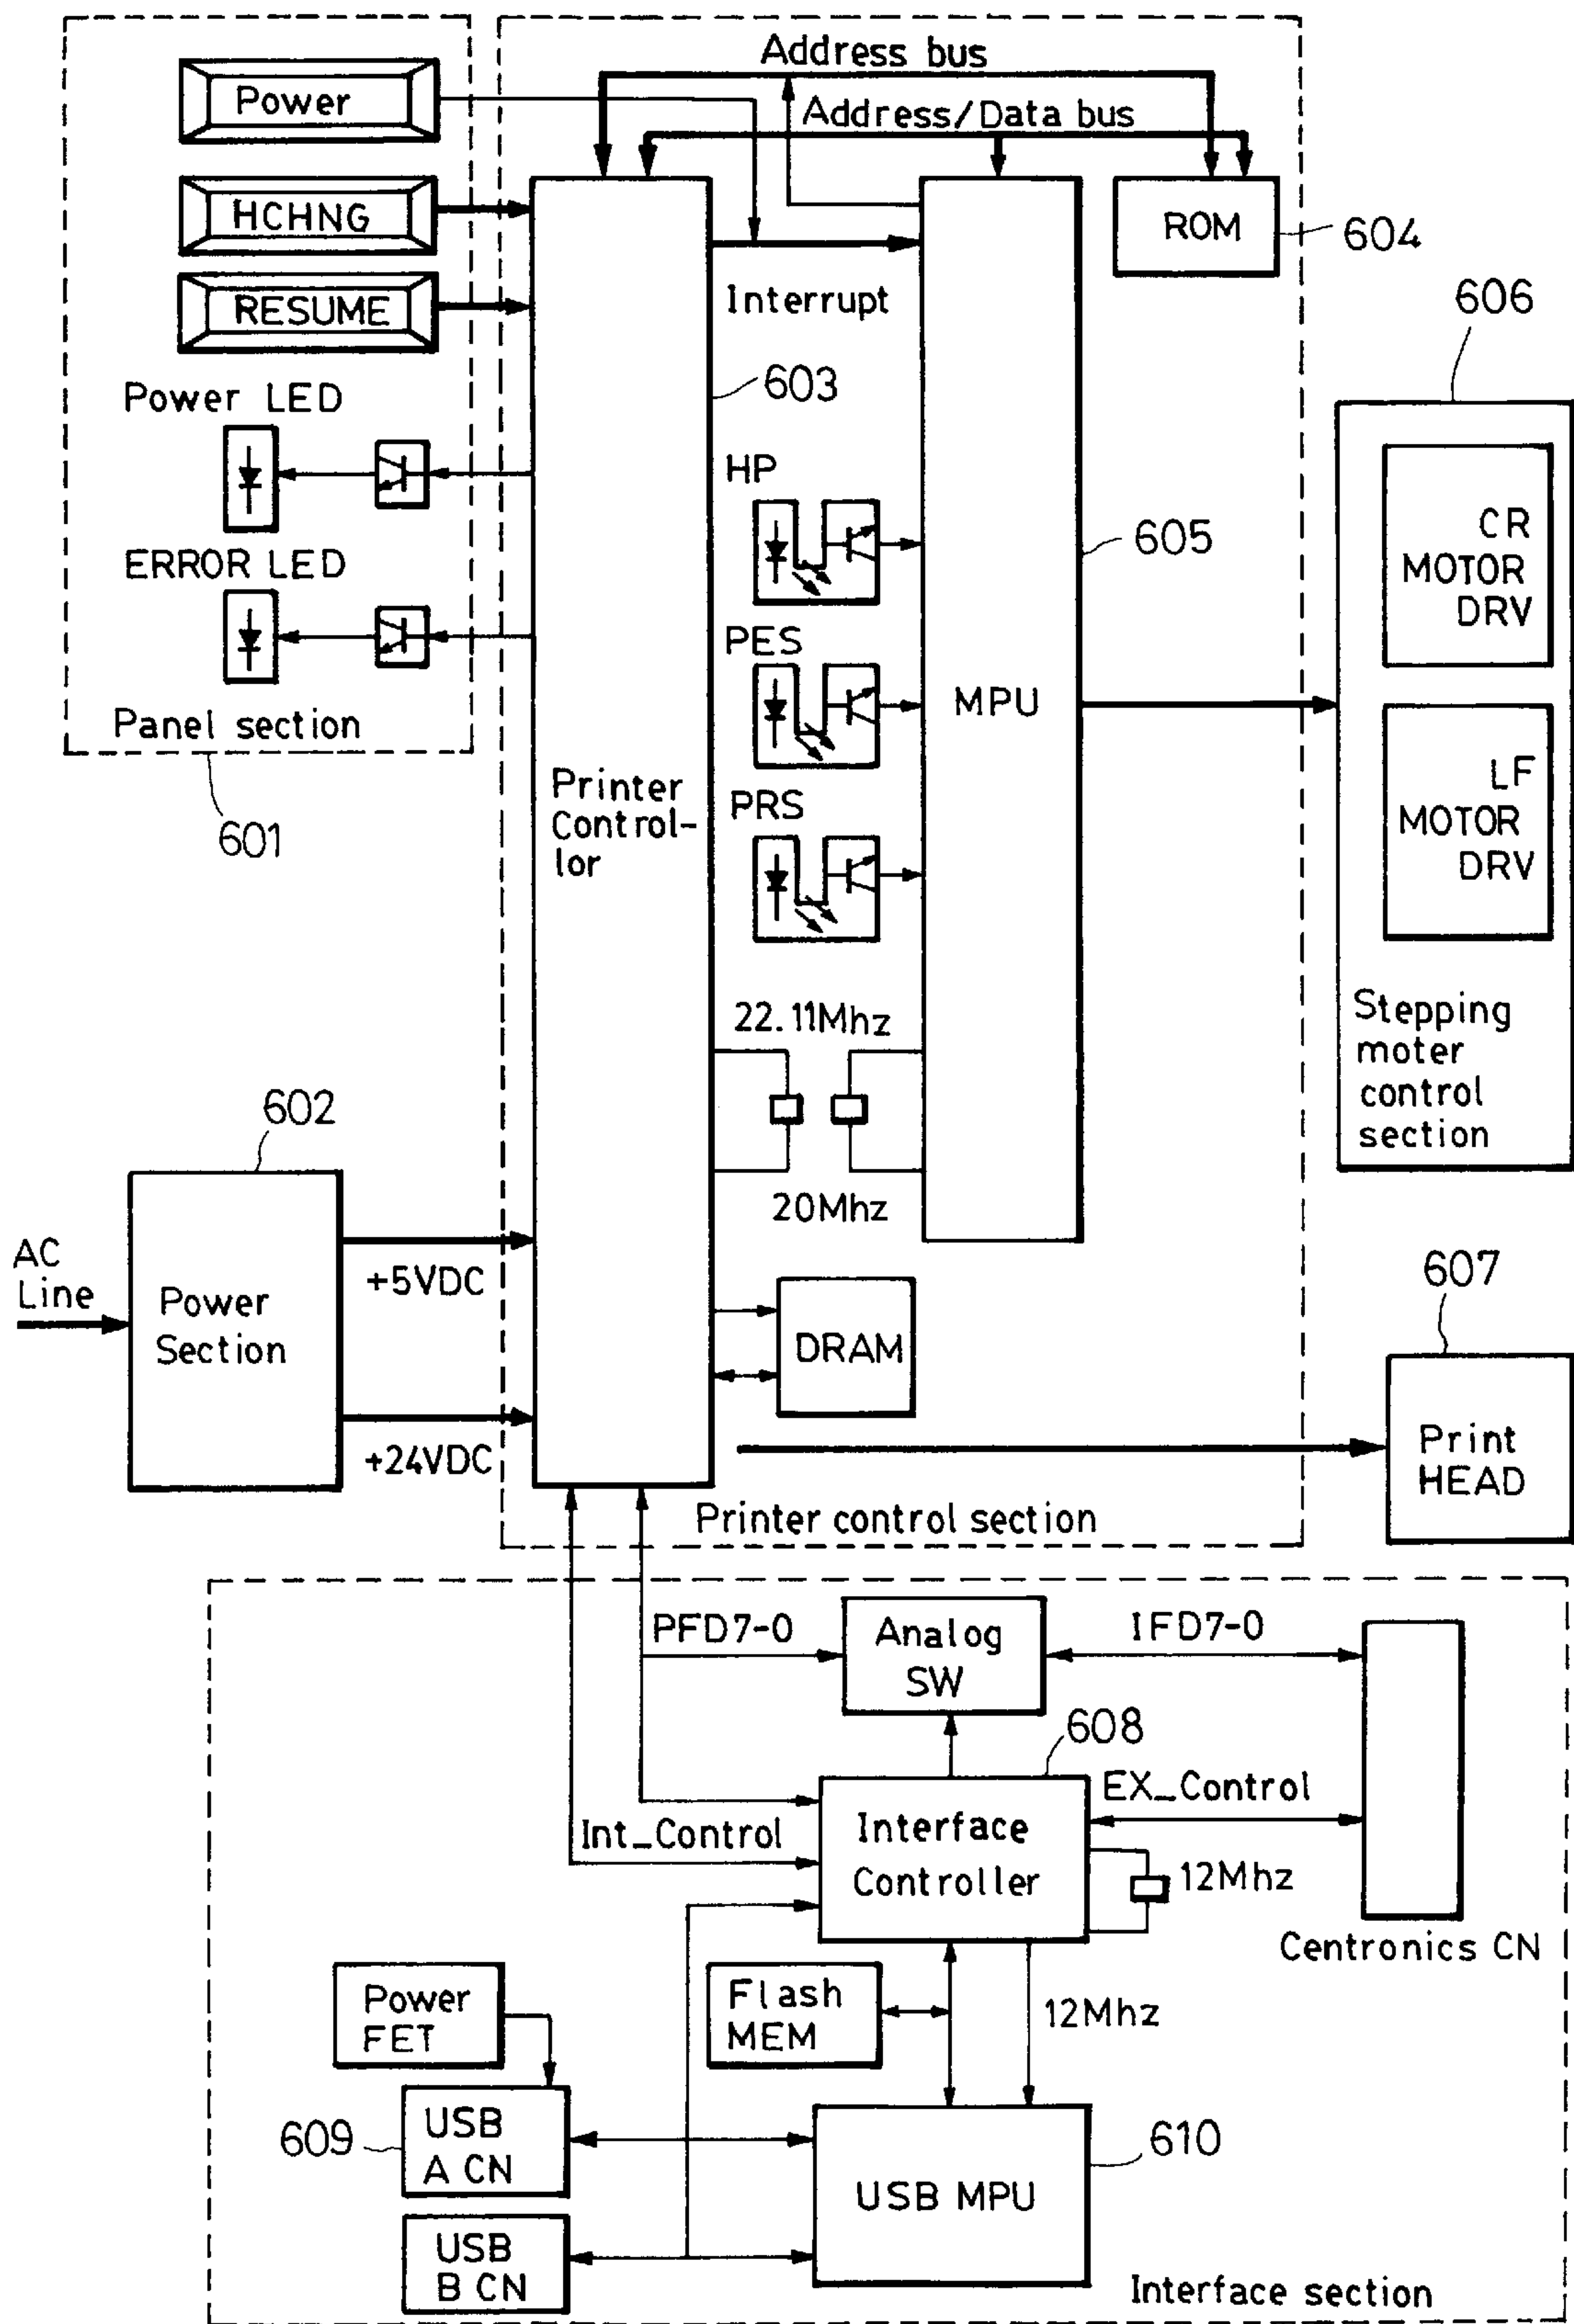 Address bus
Power
Address/Data bus
HCHNG
ROM
604
RESUME
Interrupt
606
603
Power LED
HP
CR
MOTOR
DRV
605
ERROR LED
PES
MPU
Panel section
LF
MOTOR
DRV
Printer
Control-
lor
PRS
601
22.11Mhz
Stepping
moter
control
section
602
20Mhz
AC
Line
+5VDC
607
Power
Section
DRAM
+24VDC
Print
HEAD
Printer control section
PFD7-0
Analog
SW
IFD7-0
608
EX_Control
Int_Control
Interface
Controller
12Mhz
Centronics CN
Power
FET
Flash
MEM
12Mhz
609
USB
A CN
610
USB MPU
USB
B CN
Interface section